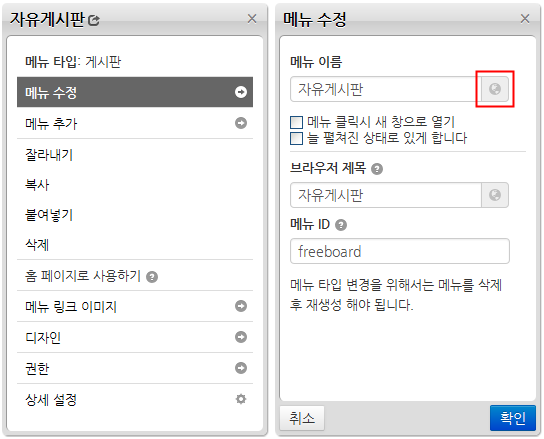 자유게시판
메뉴 타입: 게시판
메뉴 수정
메뉴 추가
잘라내기
복사
붙여넣기
삭제
홈 페이지로 사용하기
메뉴 링크 이미지
디자인
권한
상세 설정
메뉴 수정
메뉴 이름
자유게시판
메뉴 클릭시 새 창으로 열기
늘 펼쳐진 상태로 있게 합니다
브라우저 제목
자유게시판
메뉴 ID
freeboard
메뉴 타입 변경을 위해서는 메뉴를 삭제
후 재생성 해야 됩니다.
취소
확인